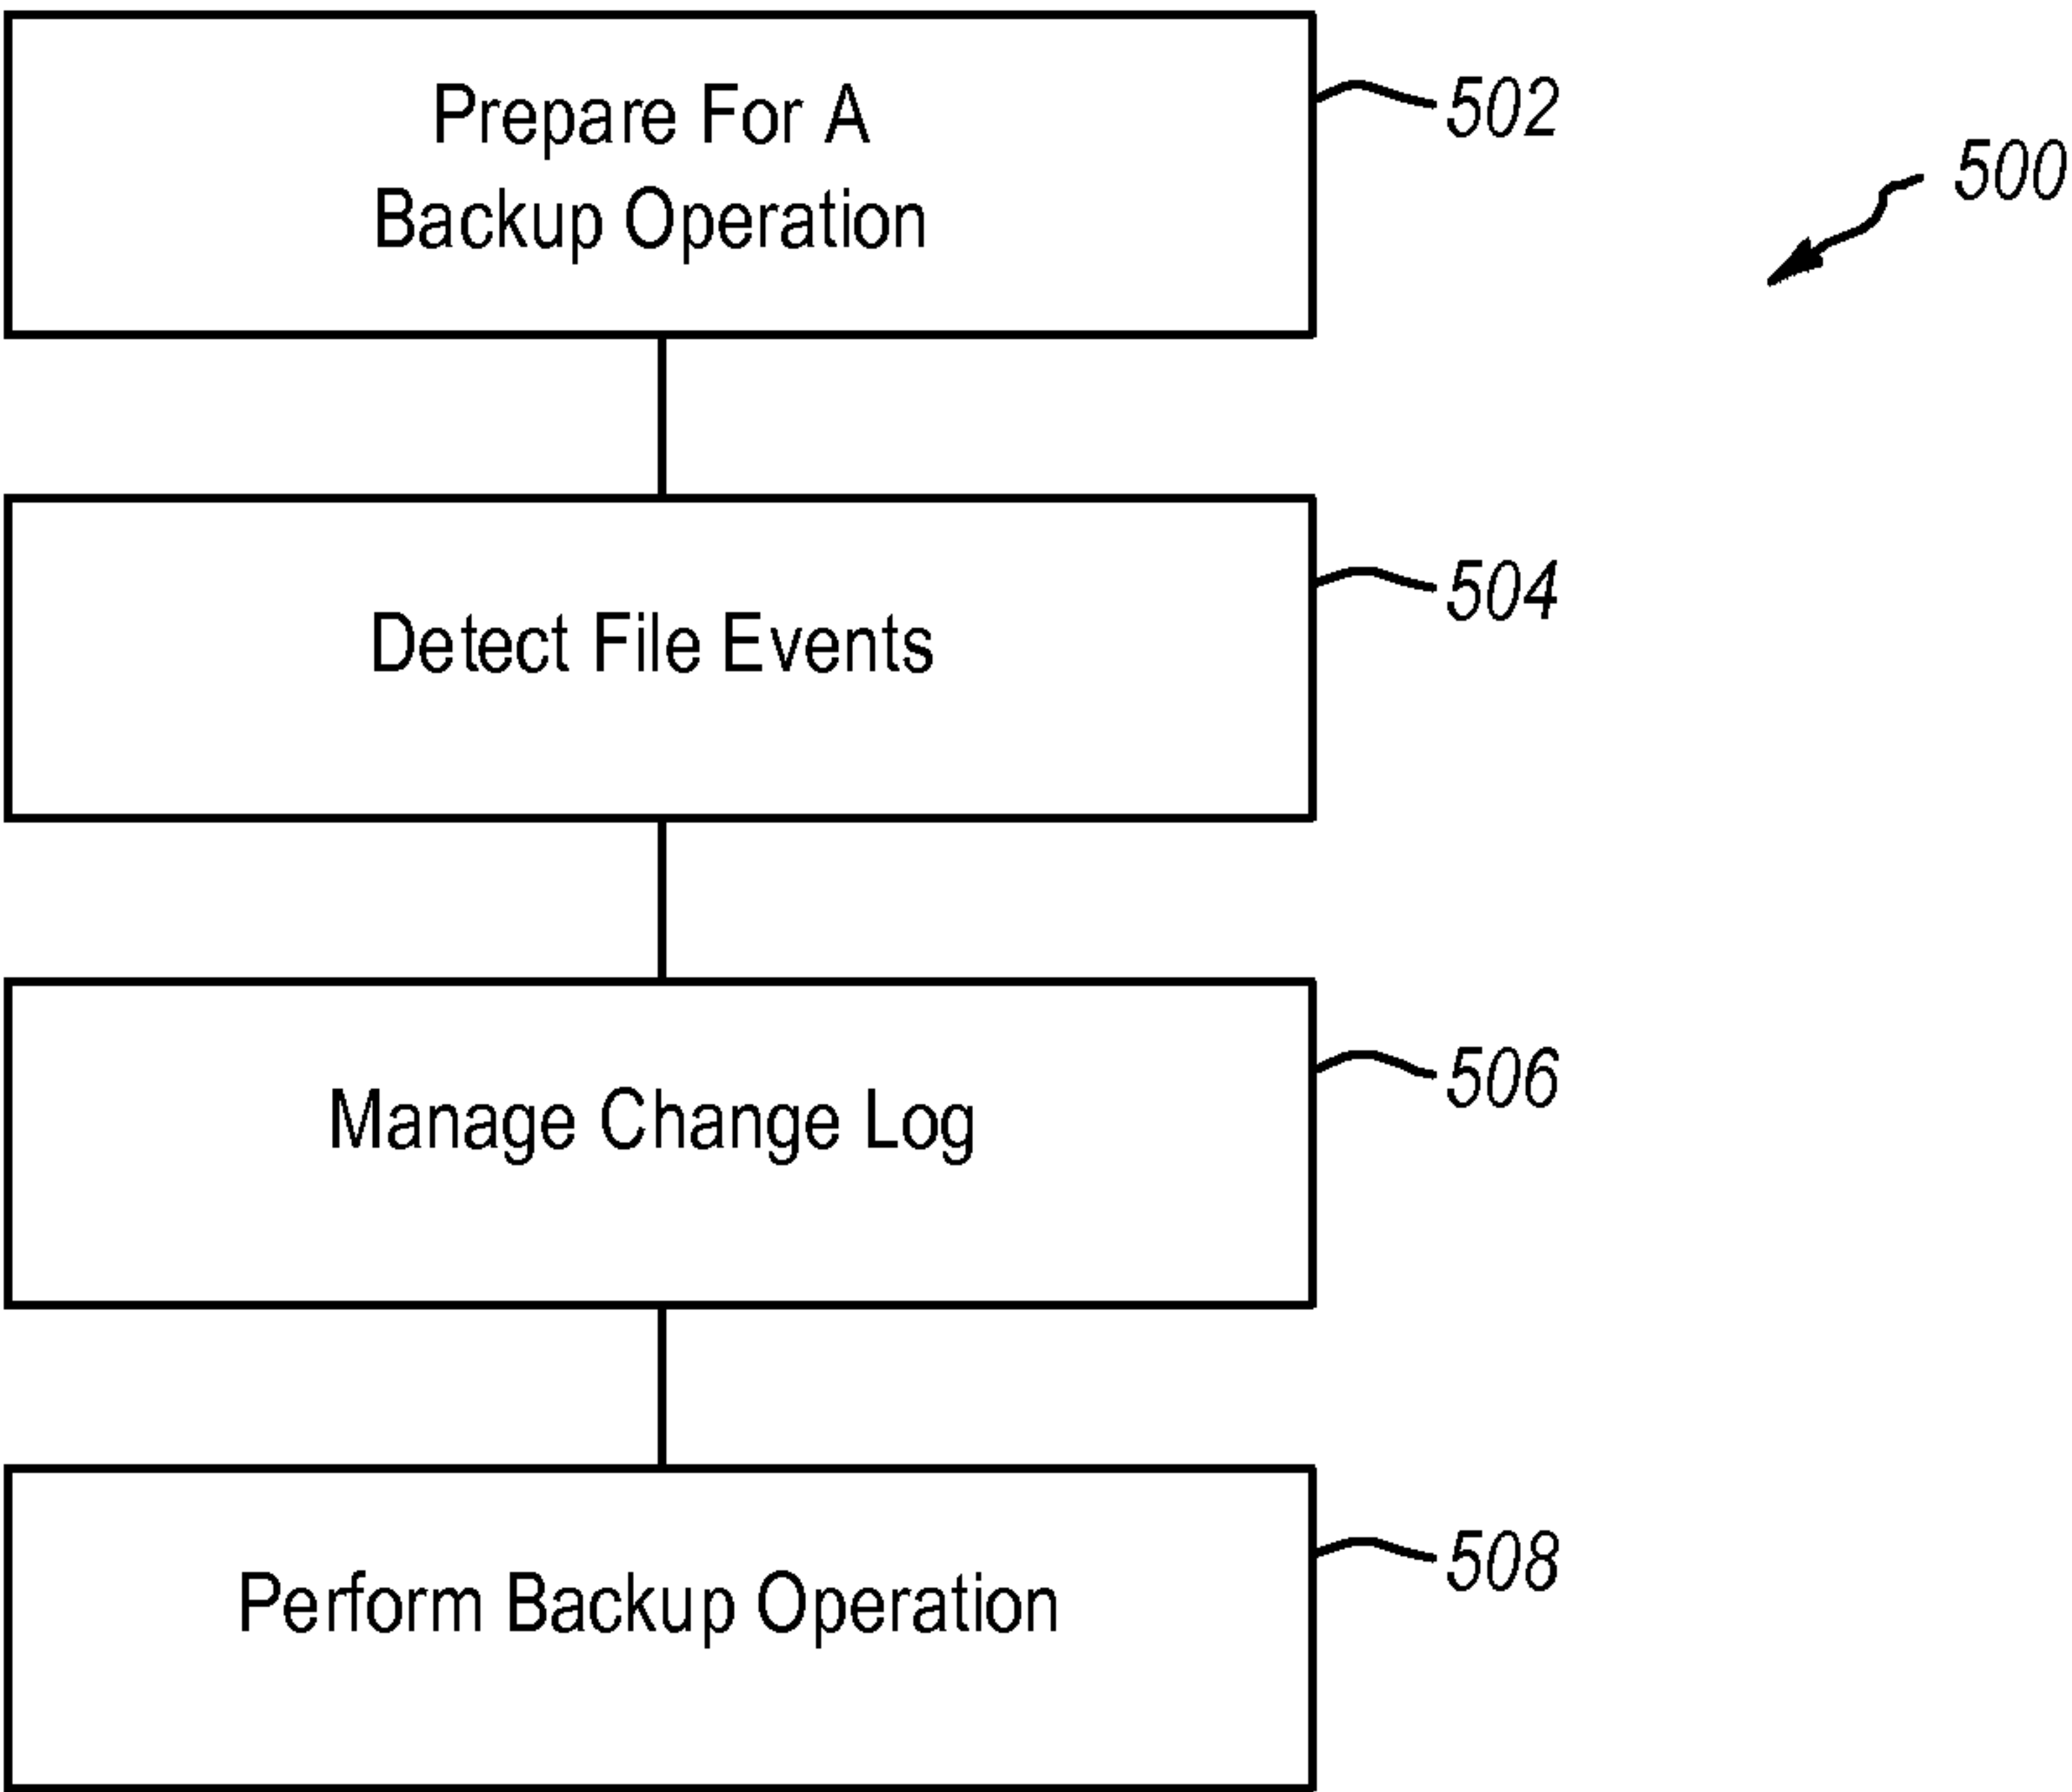 Prepare For A
Backup Operation
502
500
Detect File Events
504
Manage Change Log
506
Perform Backup Operation
508